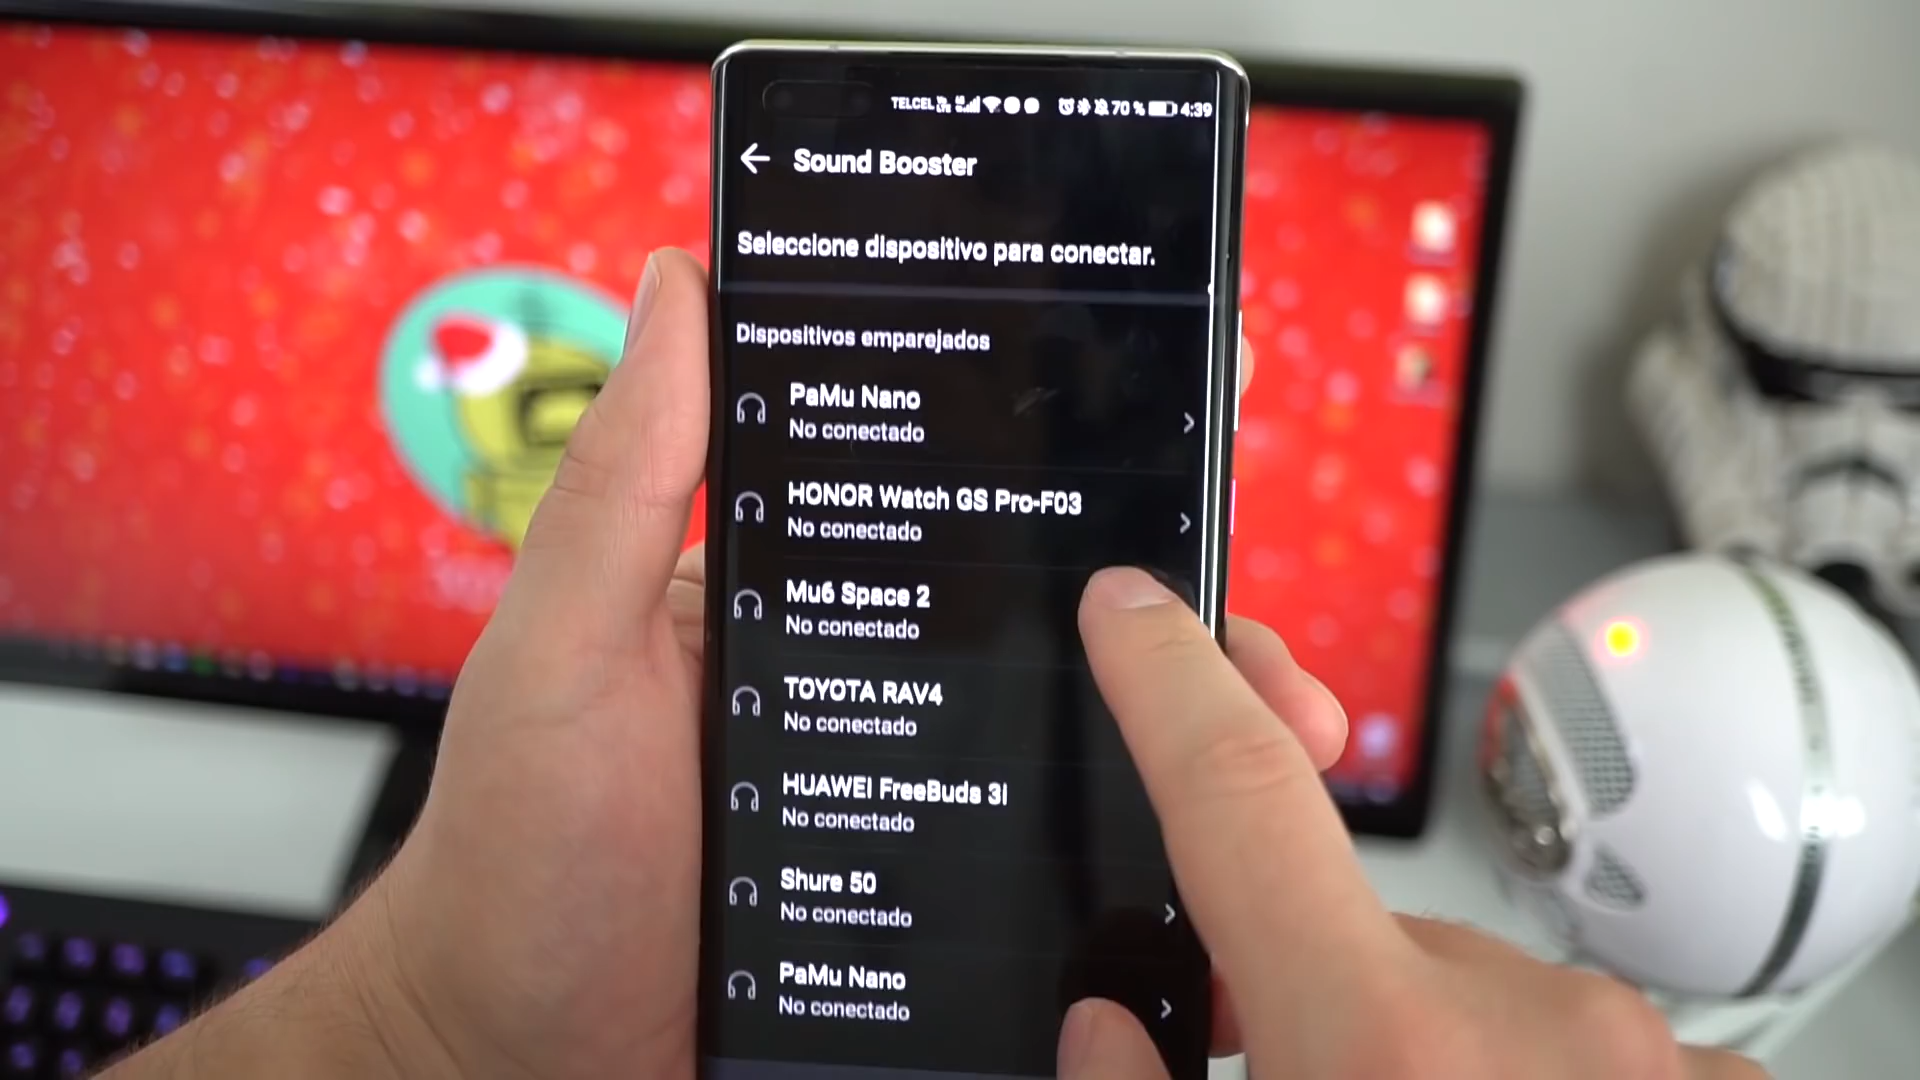 TELCEL 70 % 4:39
Sound Booster
Seleccione dispositivo para conectar.
Dispositivos emparejados
PaMu Nano
No conectado
HONOR Watch GS Pro-F03
No conectado
Mu6 Space 2
No conectado
TOYOTA RAV4
No conectado
HUAWEI FreeBuds 3i
No conectado
Shure 50
No conectado
PaMu Nano
No conectado